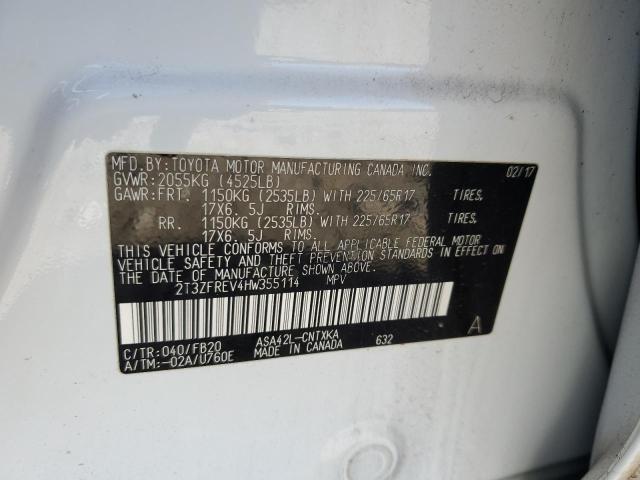 MFD.BY:TOYOTA MOTOR MANUFACTURING CANADA INC. 02/17
GVWR:2055KG (4525LB)
GAWR:FRT. 1150KG (2535LB) WITH 225/65R17 TIRES,
17X6. 5J RIMS.
RR. 1150KG (2535LB) WITH 225/65R17 TIRES,
17X6. 5J RIMS.
THIS VEHICLE CONFORMS TO ALL APPLICABLE FEDERAL MOTOR
VEHICLE SAFETY AND THEFT PREVENTION STANDARDS IN EFFECT ON
THE DATE OF MANUFACTURE SHOWN ABOVE.
2T3ZFREV4HW355114 MPV
A
C/TR:040/FB20 ASA42L-CNTXKA 632
A/TM:-02A/U760E MADE IN CANADA